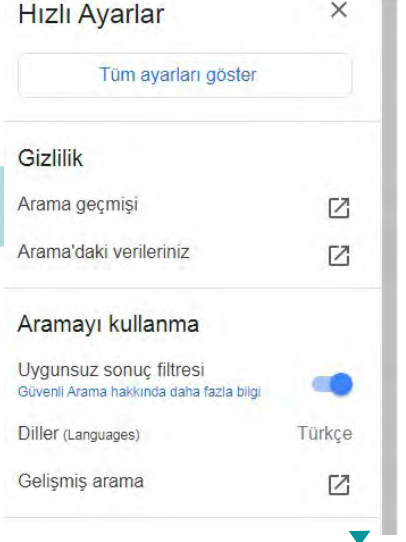 Hızlı Ayarlar
Tüm ayarları göster
Gizlilik
Arama geçmişi
Arama'daki verileriniz
Aramayı kullanma
Uygunsuz sonuç filtresi
Güvenli Arama hakkında daha fazla bilgi
Diller (Languages) Türkçe
Gelişmiş arama